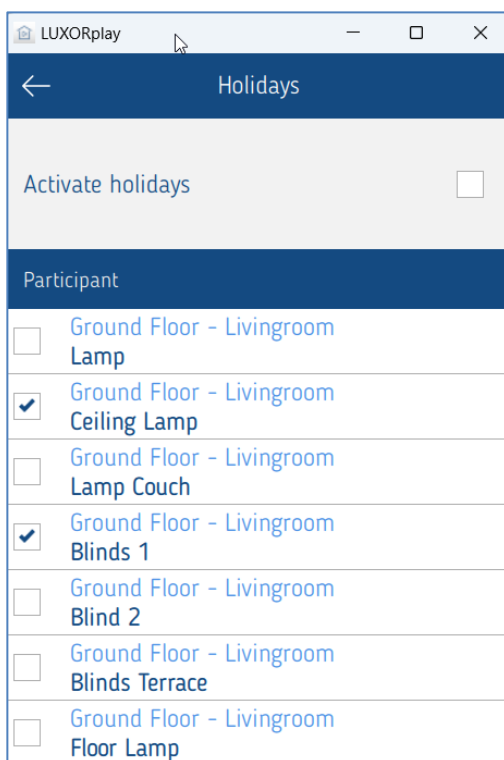 LUXORplay
Holidays
Activate holidays
Participant
Ground Floor - Livingroom
Lamp
Ground Floor - Livingroom
Ceiling Lamp
Ground Floor - Livingroom
Lamp Couch
Ground Floor - Livingroom
Blinds 1
Ground Floor - Livingroom
Blind 2
Ground Floor - Livingroom
Blinds Terrace
Ground Floor - Livingroom
Floor Lamp